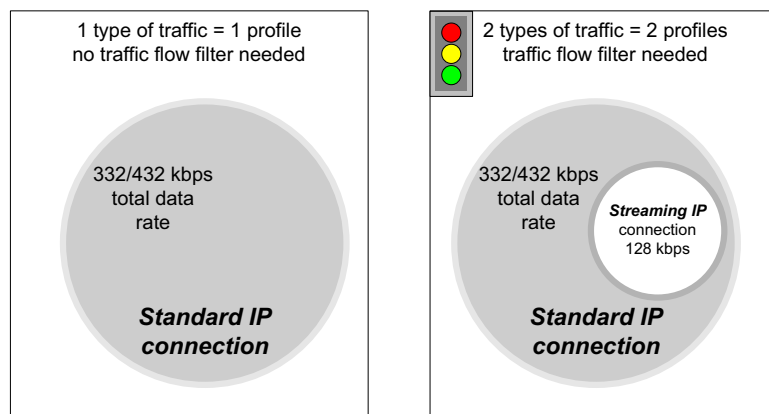 1 type of traffic = 1 profile
no traffic flow filter needed
332/432 kbps
total data
rate
Standard IP
connection
2 types of traffic = 2 profiles
traffic flow filter needed
332/432 kbps
total data
rate
Streaming IP
connection
128 kbps
Standard IP
connection